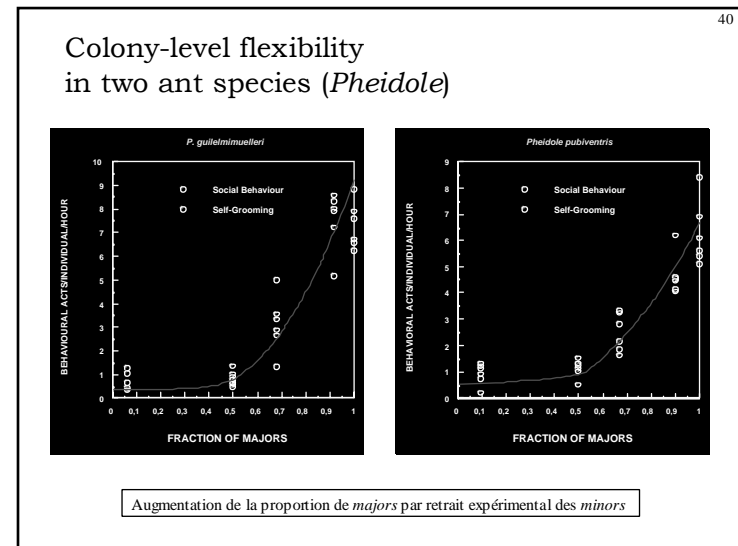 40
Colony-level flexibility
in two ant species (Pheidole)
P. guilelmimuelleri
10
9
8
7
6
5
4
3
2
1
0
BEHAVIOURAL ACTS/INDIVIDUAL/HOUR
Social Behaviour
Self-Grooming
0 0,1 0,2 0,3 0,4 0,5 0,6 0,7 0,8 0,9 1
FRACTION OF MAJORS
Pheidole pubiventris
9
8
7
6
5
4
3
2
1
0
BEHAVIORAL ACTS/INDIVIDUAL/HOUR
Social Behaviour
Self-Grooming
0 0,1 0,2 0,3 0,4 0,5 0,6 0,7 0,8 0,9 1
FRACTION OF MAJORS
Augmentation de la proportion de majors par retrait expérimental des minors